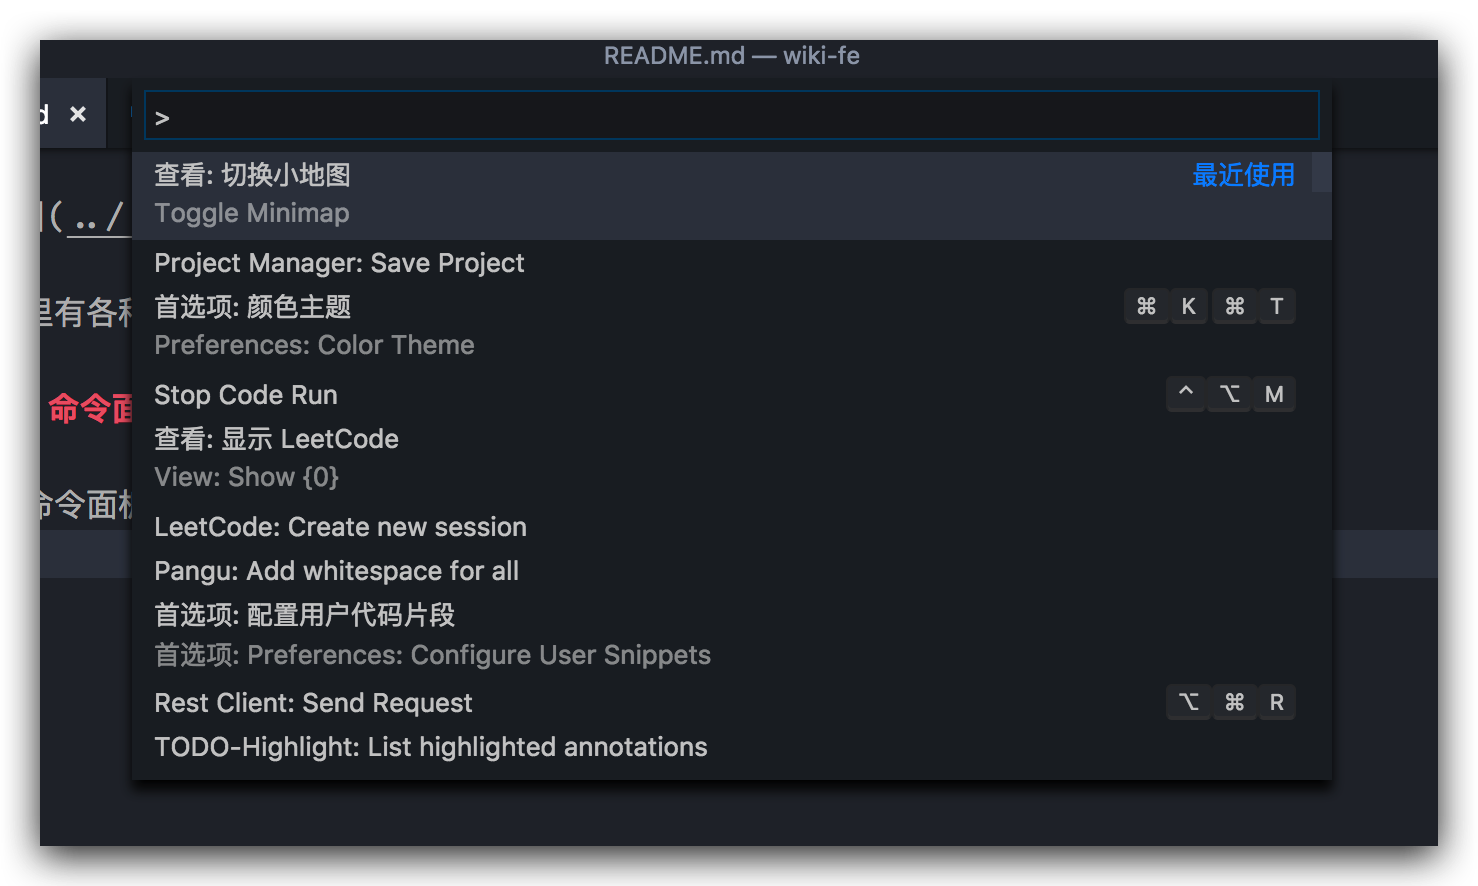 README.md — wiki-fe
>
查看: 切换小地图 最近使用
Toggle Minimap
(../
Project Manager: Save Project
首选项: 颜色主题 ⌘ K ⌘ T
里有各种
Preferences: Color Theme
Stop Code Run ^ ⌥ M
命令面
查看: 显示 LeetCode
View: Show {0}
命令面板
LeetCode: Create new session
Pangu: Add whitespace for all
首选项: 配置用户代码片段
首选项: Preferences: Configure User Snippets
Rest Client: Send Request ⌥ ⌘ R
TODO-Highlight: List highlighted annotations